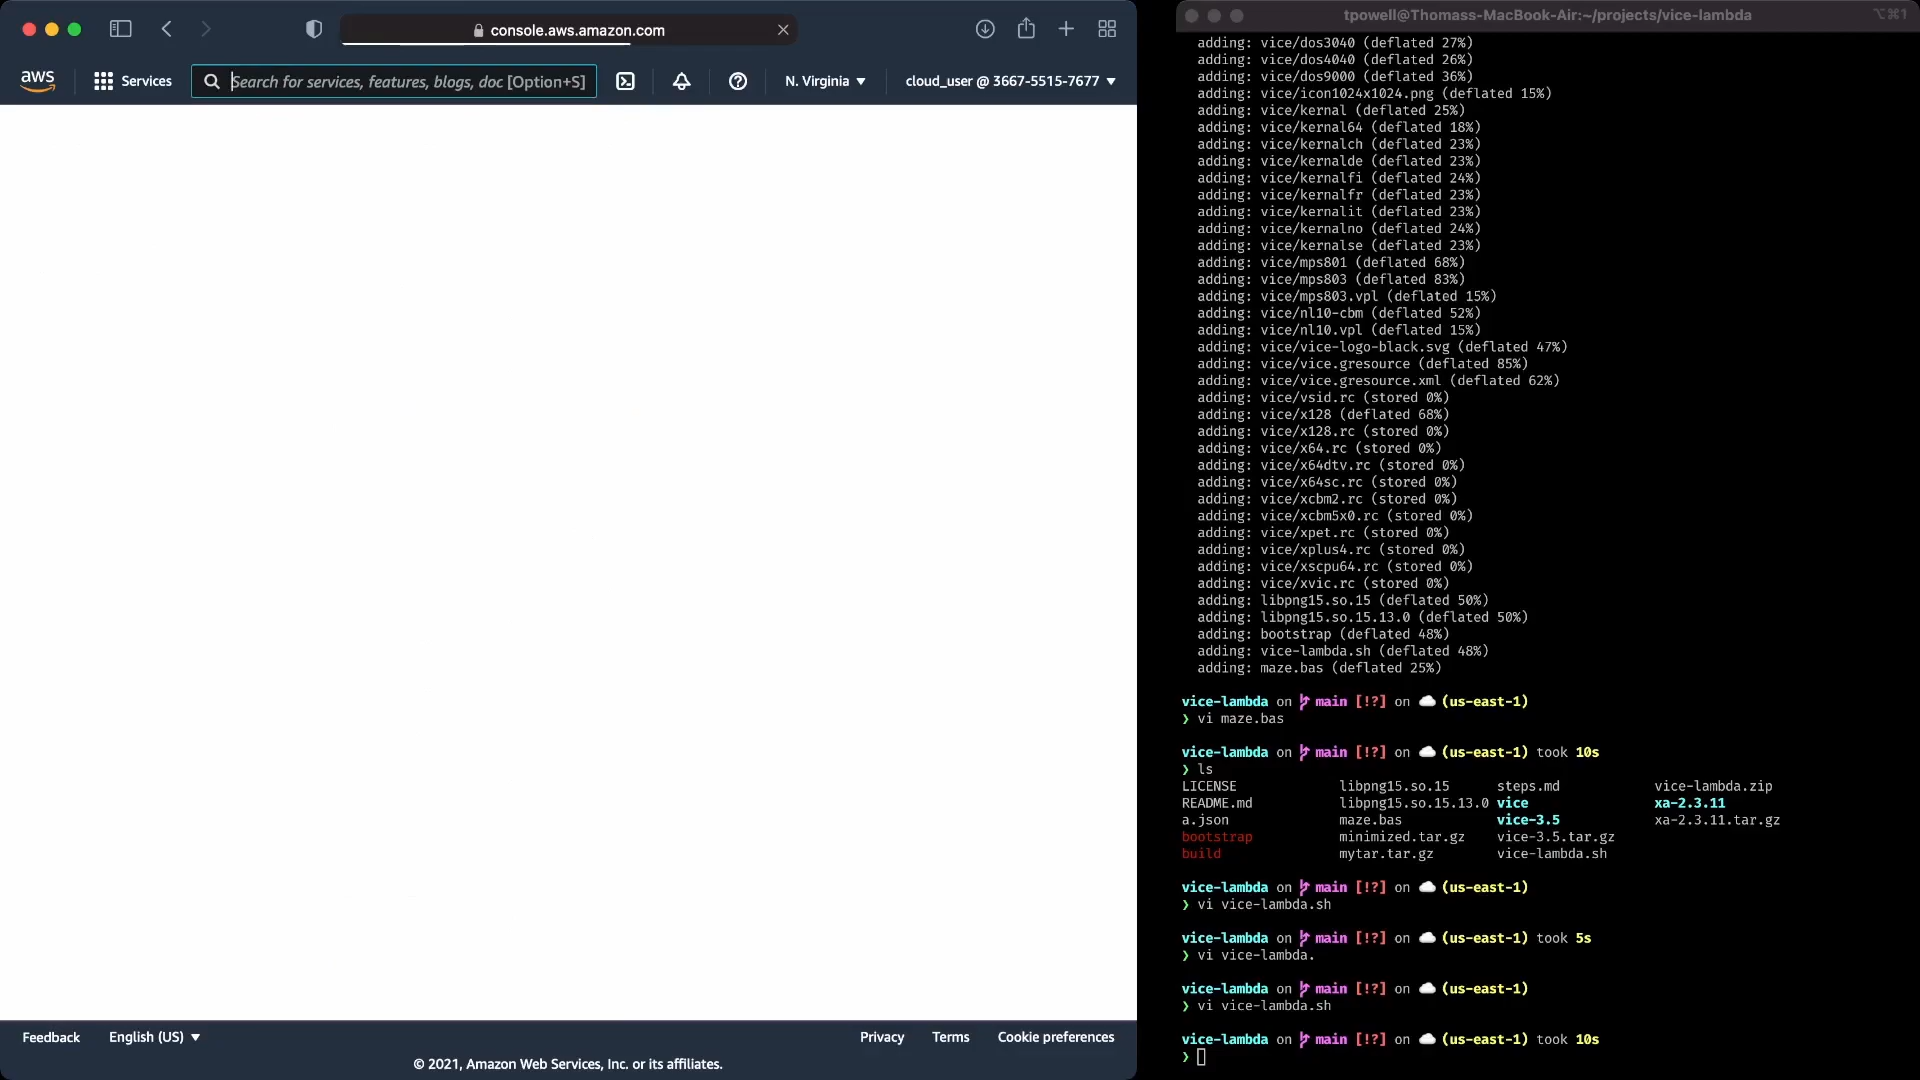 console.aws.amazon.com
aws
Services
Search for services, features, blogs, doc [Option+S]
N. Virginia ▼
cloud_user @ 3667-5515-7677 ▼
Feedback
English (US) ▼
Privacy
Terms
Cookie preferences
© 2021, Amazon Web Services, Inc. or its affiliates.
tpowell@Thomass-MacBook-Air:~/projects/vice-lambda
⌥⌘1
adding: vice/dos3040 (deflated 27%)
adding: vice/dos4040 (deflated 26%)
adding: vice/dos9000 (deflated 36%)
adding: vice/icon1024x1024.png (deflated 15%)
adding: vice/kernal (deflated 25%)
adding: vice/kernal64 (deflated 18%)
adding: vice/kernalch (deflated 23%)
adding: vice/kernalde (deflated 23%)
adding: vice/kernalfi (deflated 24%)
adding: vice/kernalfr (deflated 23%)
adding: vice/kernalit (deflated 23%)
adding: vice/kernalno (deflated 24%)
adding: vice/kernalse (deflated 23%)
adding: vice/mps801 (deflated 68%)
adding: vice/mps803 (deflated 83%)
adding: vice/mps803.vpl (deflated 15%)
adding: vice/nl10-cbm (deflated 52%)
adding: vice/nl10.vpl (deflated 15%)
adding: vice/vice-logo-black.svg (deflated 47%)
adding: vice/vice.gresource (deflated 85%)
adding: vice/vice.gresource.xml (deflated 62%)
adding: vice/vsid.rc (stored 0%)
adding: vice/x128 (deflated 68%)
adding: vice/x128.rc (stored 0%)
adding: vice/x64.rc (stored 0%)
adding: vice/x64dtv.rc (stored 0%)
adding: vice/x64sc.rc (stored 0%)
adding: vice/xcbm2.rc (stored 0%)
adding: vice/xcbm5x0.rc (stored 0%)
adding: vice/xpet.rc (stored 0%)
adding: vice/xplus4.rc (stored 0%)
adding: vice/xscpu64.rc (stored 0%)
adding: vice/xvic.rc (stored 0%)
adding: libpng15.so.15 (deflated 50%)
adding: libpng15.so.15.13.0 (deflated 50%)
adding: bootstrap (deflated 48%)
adding: vice-lambda.sh (deflated 48%)
adding: maze.bas (deflated 25%)
vice-lambda on main [!?] on (us-east-1)
❯ vi maze.bas
vice-lambda on main [!?] on (us-east-1) took 10s
❯ ls
LICENSE libpng15.so.15 steps.md vice-lambda.zip
README.md libpng15.so.15.13.0 vice xa-2.3.11
a.json maze.bas vice-3.5 xa-2.3.11.tar.gz
bootstrap minimized.tar.gz vice-3.5.tar.gz
build mytar.tar.gz vice-lambda.sh
vice-lambda on main [!?] on (us-east-1)
❯ vi vice-lambda.sh
vice-lambda on main [!?] on (us-east-1) took 5s
❯ vi vice-lambda.
vice-lambda on main [!?] on (us-east-1)
❯ vi vice-lambda.sh
vice-lambda on main [!?] on (us-east-1) took 10s
❯